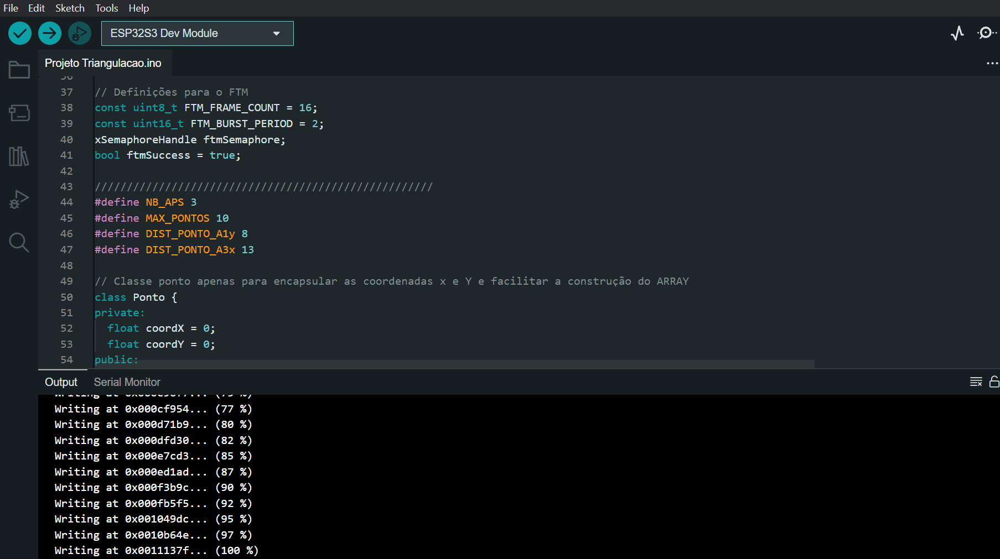 File Edit Sketch Tools Help
ESP32S3 Dev Module
Projeto Triangulacao.ino
36
37 // Definições para o FTM
38 const uint8_t FTM_FRAME_COUNT = 16;
39 const uint16_t FTM_BURST_PERIOD = 2;
40 xSemaphoreHandle ftmSemaphore;
41 bool ftmSuccess = true;
42
43 /////////////////////////////////////////////////////
44 #define NB_APS 3
45 #define MAX_PONTOS 10
46 #define DIST_PONTO_A1y 8
47 #define DIST_PONTO_A3x 13
48
49 // Classe ponto apenas para encapsular as coordenadas x e Y e facilitar a construção do ARRAY
50 class Ponto {
51 private:
52 float coordX = 0;
53 float coordY = 0;
54 public:
Output Serial Monitor
Writing at 0x000cf954... (77 %)
Writing at 0x000d71b9... (80 %)
Writing at 0x000dfd30... (82 %)
Writing at 0x000e7cd3... (85 %)
Writing at 0x000ed1ad... (87 %)
Writing at 0x000f3b9c... (90 %)
Writing at 0x000fb5f5... (92 %)
Writing at 0x001049dc... (95 %)
Writing at 0x0010b64e... (97 %)
Writing at 0x0011137f... (100 %)